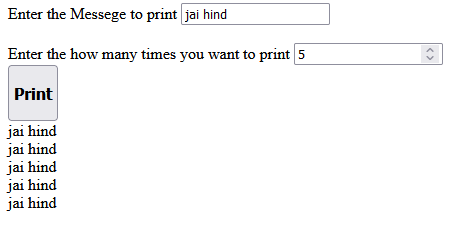 Enter the Messege to print jai hind
Enter the how many times you want to print 5
Print
jai hind
jai hind
jai hind
jai hind
jai hind